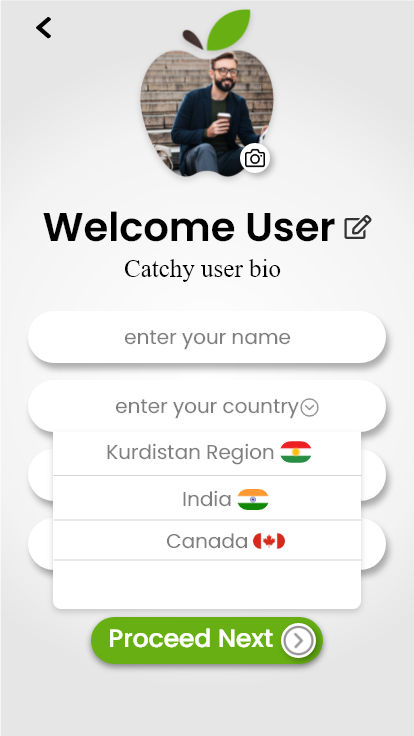 Welcome User
Catchy user bio
enter your name
enter your country
Kurdistan Region
India
Canada
Proceed Next